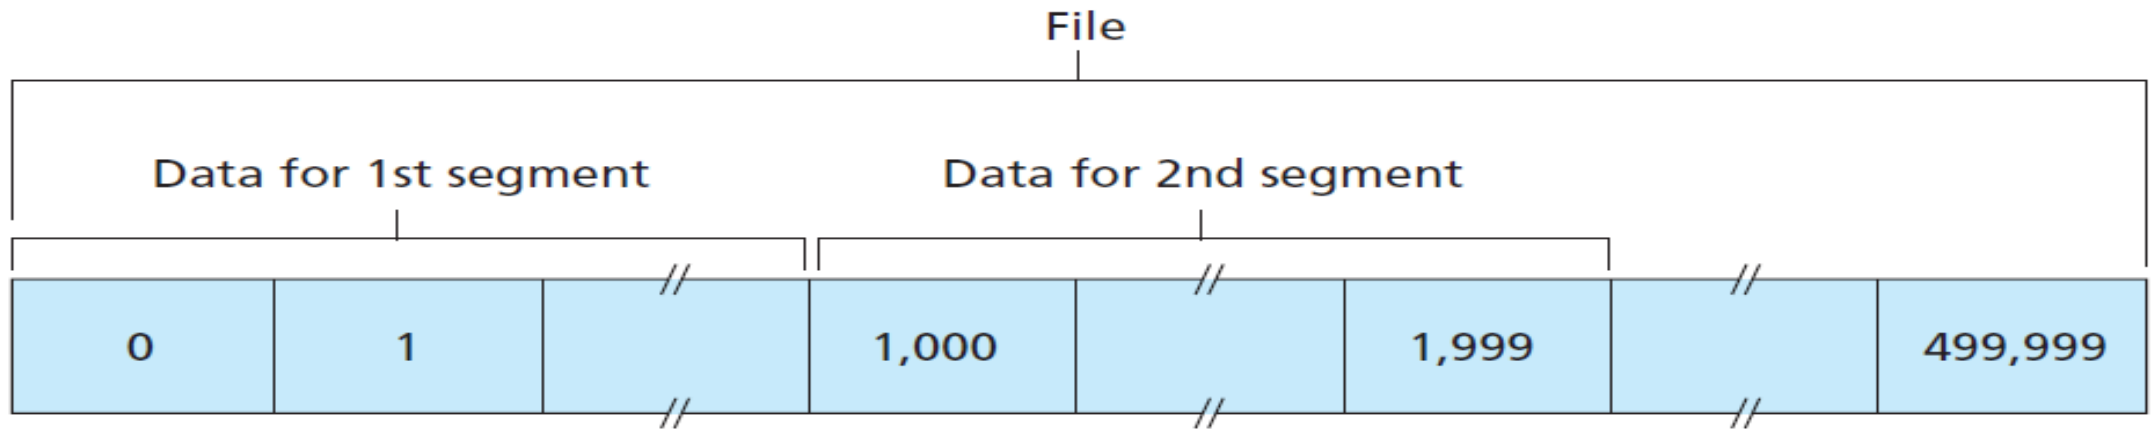 File
Data for 1st segment Data for 2nd segment
0 1 1,000 1,999 499,999